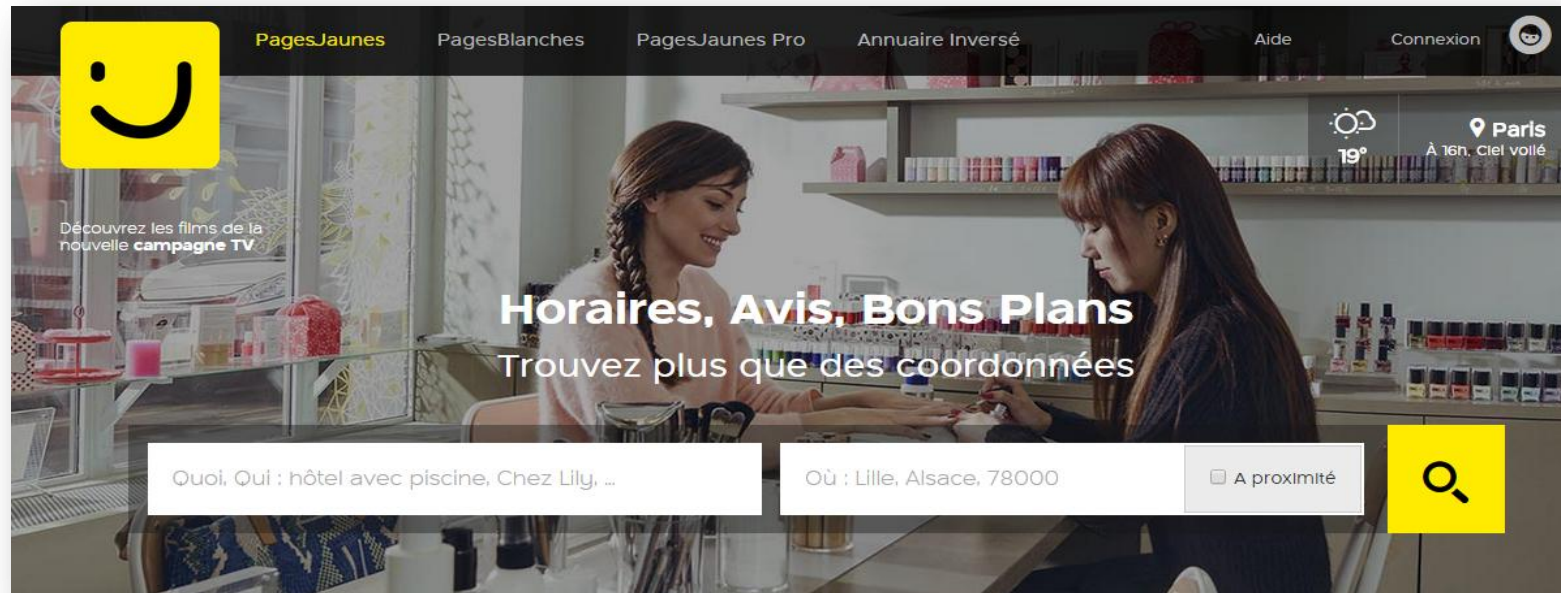 PagesJaunes PagesBlanches PagesJaunes Pro Annuaire Inversé Aide Connexion
Paris
19° À 16h, Ciel voilé
Découvrez les films de la
nouvelle campagne TV
Horaires, Avis, Bons Plans
Trouvez plus que des coordonnées
Quoi, Qui : hôtel avec piscine, Chez Lily, ... Où : Lille, Alsace, 78000 A proximité